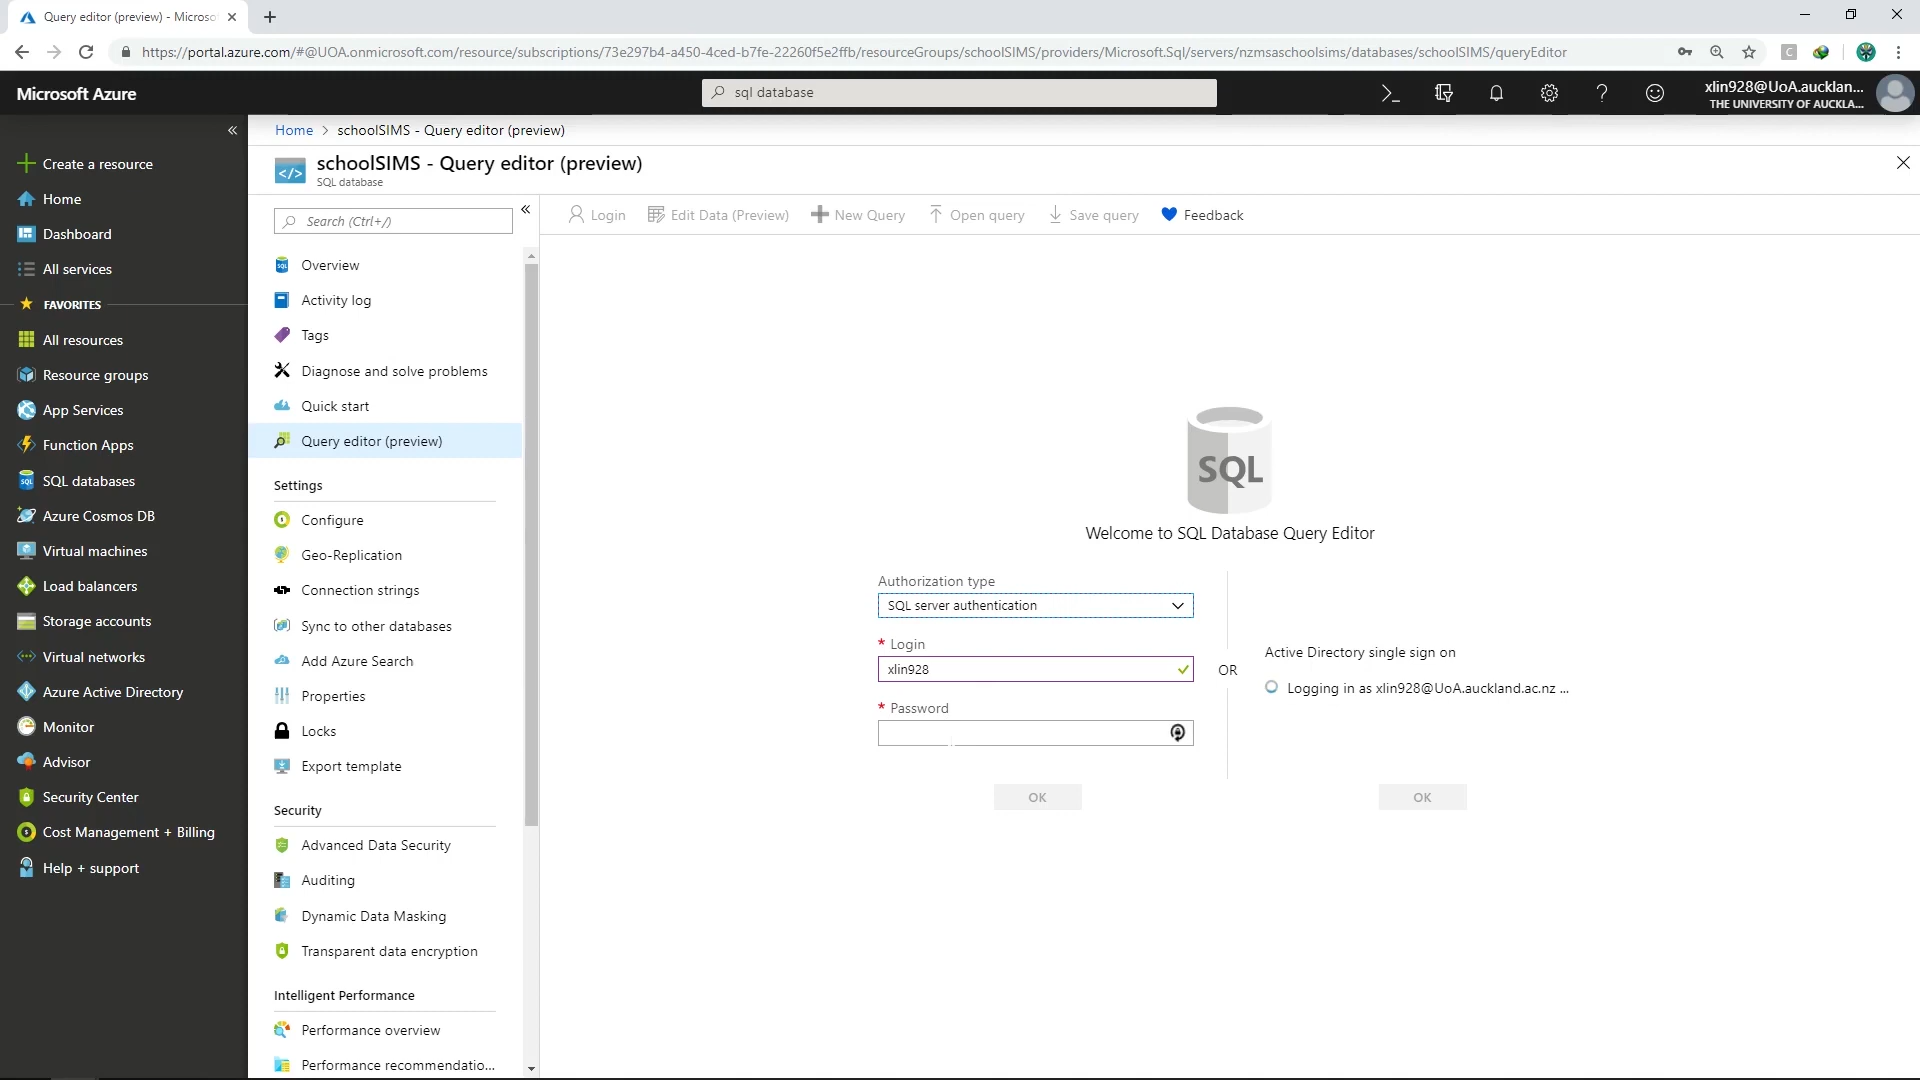 Query editor (preview) - Microso
https://portal.azure.com/#@UOA.onmicrosoft.com/resource/subscriptions/73e297b4-a450-4ced-b7fe-22260f5e2ffb/resourceGroups/schoolSIMS/providers/Microsoft.Sql/servers/nzmsaschoolsims/databases/schoolSIMS/queryEditor
Microsoft Azure
sql database
xlin928@UoA.aucklan...
THE UNIVERSITY OF AUCKLA...
Create a resource
Home
Dashboard
All services
FAVORITES
All resources
Resource groups
App Services
Function Apps
SQL databases
Azure Cosmos DB
Virtual machines
Load balancers
Storage accounts
Virtual networks
Azure Active Directory
Monitor
Advisor
Security Center
Cost Management + Billing
Help + support
Home > schoolSIMS - Query editor (preview)
schoolSIMS - Query editor (preview)
SQL database
Search (Ctrl+/)
Overview
Activity log
Tags
Diagnose and solve problems
Quick start
Query editor (preview)
Settings
Configure
Geo-Replication
Connection strings
Sync to other databases
Add Azure Search
Properties
Locks
Export template
Security
Advanced Data Security
Auditing
Dynamic Data Masking
Transparent data encryption
Intelligent Performance
Performance overview
Performance recommendatio...
Login
Edit Data (Preview)
New Query
Open query
Save query
Feedback
SQL
Welcome to SQL Database Query Editor
Authorization type
SQL server authentication
* Login
xlin928
* Password
OK
OR
Active Directory single sign on
Logging in as xlin928@UoA.auckland.ac.nz ...
OK